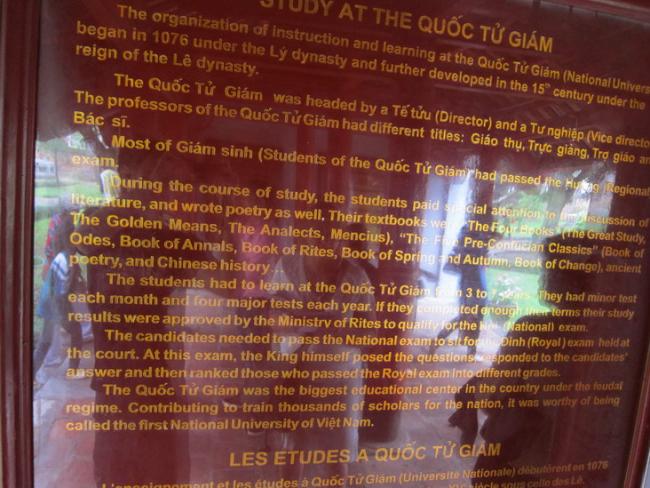 STUDY AT THE QUỐC TỬ GIÁM
The organization of instruction and learning at the Quốc Tử Giám (National
began in 1076 under the Lý dynasty and further developed in the 15th century under the
reign of the Lê dynasty.
The Quốc Tử Giám was headed by a Tế tửu (Director) and a Tư nghiệp (Vice
The professors of the Quốc Tử Giám had different titles: Giáo thụ, Trực giảng, Trợ giáo
Bác sĩ.
Most of Giám sinh (Students of the Quốc Tử Giám) had passed the Regional
exam.
During the course of study, the students paid special attention to the discussion of
literature, and wrote poetry as well. Their textbooks "The Four Books" (The Great Study,
The Golden Means, The Analects, Mencius), "The Five Pre-Confucian Classics" (Book of
Odes, Book of Annals, Book of Rites, Book of Spring and Autumn, Book of Change), ancient
poetry, and Chinese history...
The students had to learn at the Quốc Tử Giám from 3 to 7 years. They had minor test
each month and four major tests each year. If they completed enough their terms their study
results were approved by the Ministry of Rites to qualify for the (National) exam.
The candidates needed to pass the National exam to sit for the Đình (Royal) exam held at
the court. At this exam, the King himself posed the questions, responded to the candidates'
answer and then ranked those who passed the Royal exam into different grades.
The Quốc Tử Giám was the biggest educational center in the country under the feudal
regime. Contributing to train thousands of scholars for the nation, it was worthy of being
called the first National University of Việt Nam.
LES ETUDES A QUỐC TỬ GIÁM
L'enseignement et les études à Quốc Tử Giám (Université Nationale) débutèrent en 1076
siècle sous celle des Lê.